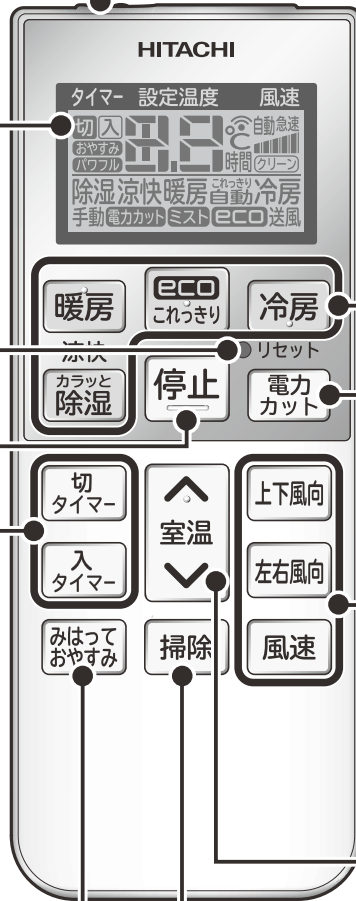 HITACHI
タイマー 設定温度 風速
切 入 8.8 ℃ 自動 急速
おやすみ
パワフル 時間 クリーン
除湿 涼快 暖房 これっきり自動 冷房
手動 電力カット ミスト eco 送風
暖房
eco
これっきり
冷房
涼快
リセット
カラッと
除湿
停止
電力
カット
切
タイマー
室温
上下風向
入
タイマー
左右風向
みはって
おやすみ
掃除
風速